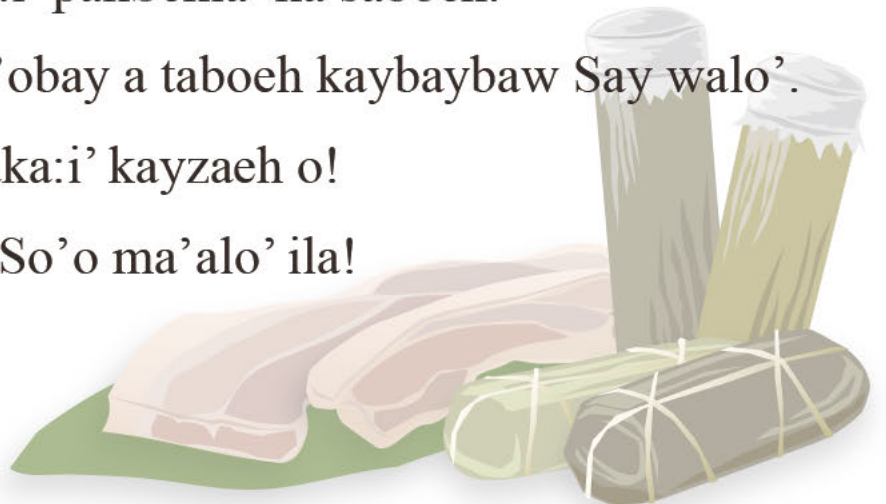 ’obay a taboeh kaybaybaw Say walo’.
ka:i’ kayzaeh o!
So’o ma’alo’ ila!